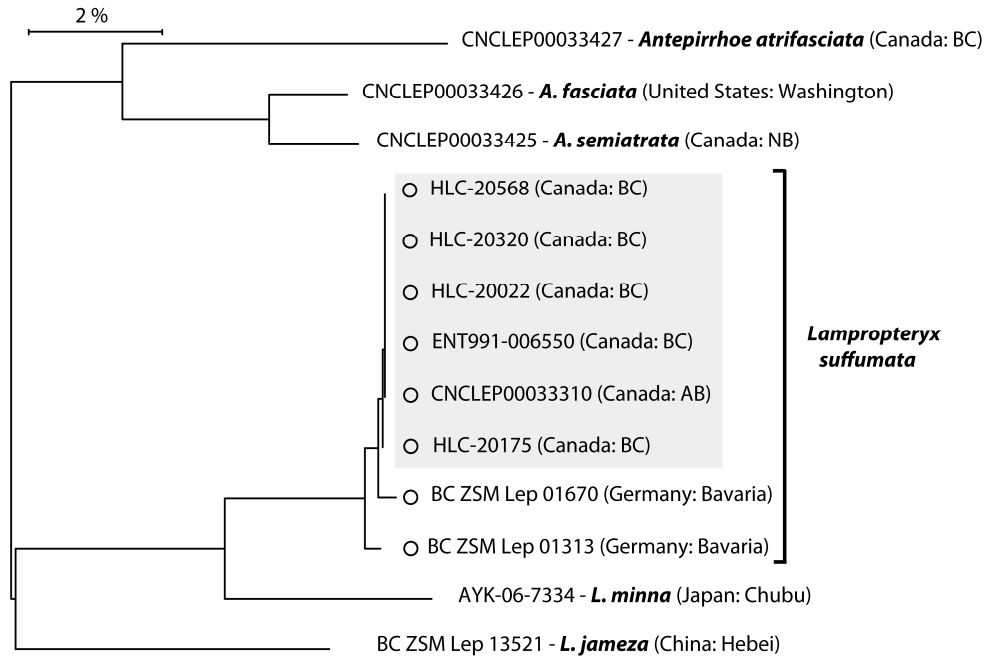 2 %
CNCLEP00033427 - Antepirrhoe atrifasciata (Canada: BC)
CNCLEP00033426 - A. fasciata (United States: Washington)
CNCLEP00033425 - A. semiatrata (Canada: NB)
HLC-20568 (Canada: BC)
HLC-20320 (Canada: BC)
HLC-20022 (Canada: BC)
ENT991-006550 (Canada: BC)
CNCLEP00033310 (Canada: AB)
HLC-20175 (Canada: BC)
BC ZSM Lep 01670 (Germany: Bavaria)
BC ZSM Lep 01313 (Germany: Bavaria)
Lampropteryx
suffumata
AYK-06-7334 - L. minna (Japan: Chubu)
BC ZSM Lep 13521 - L. jameza (China: Hebei)